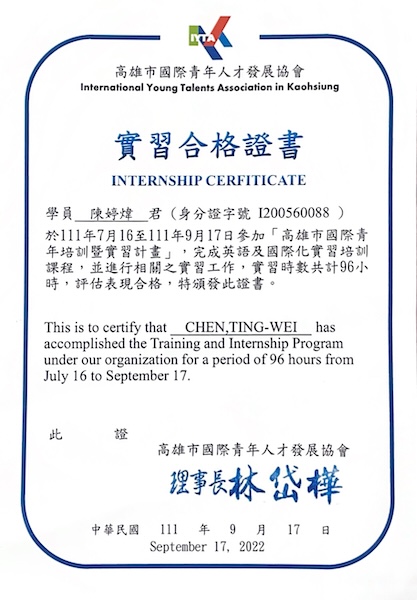 IYTA
高雄市國際青年人才發展協會
International Young Talents Association in Kaohsiung
實習合格證書
INTERNSHIP CERFITICATE
學員 陳婷煒 君（身分證字號 I200560088 ）
於111年7月16至111年9月17日參加「高雄市國際青
年培訓暨實習計畫」，完成英語及國際化實習培訓
課程，並進行相關之實習工作，實習時數共計96小
時，評估表現合格，特頒發此證書。
This is to certify that CHEN,TING-WEI has
accomplished the Training and Internship Program
under our organization for a period of 96 hours from
July 16 to September 17.
此 證
高雄市國際青年人才發展協會
理事長林岱樺
中華民國 111 年 9 月 17 日
September 17, 2022